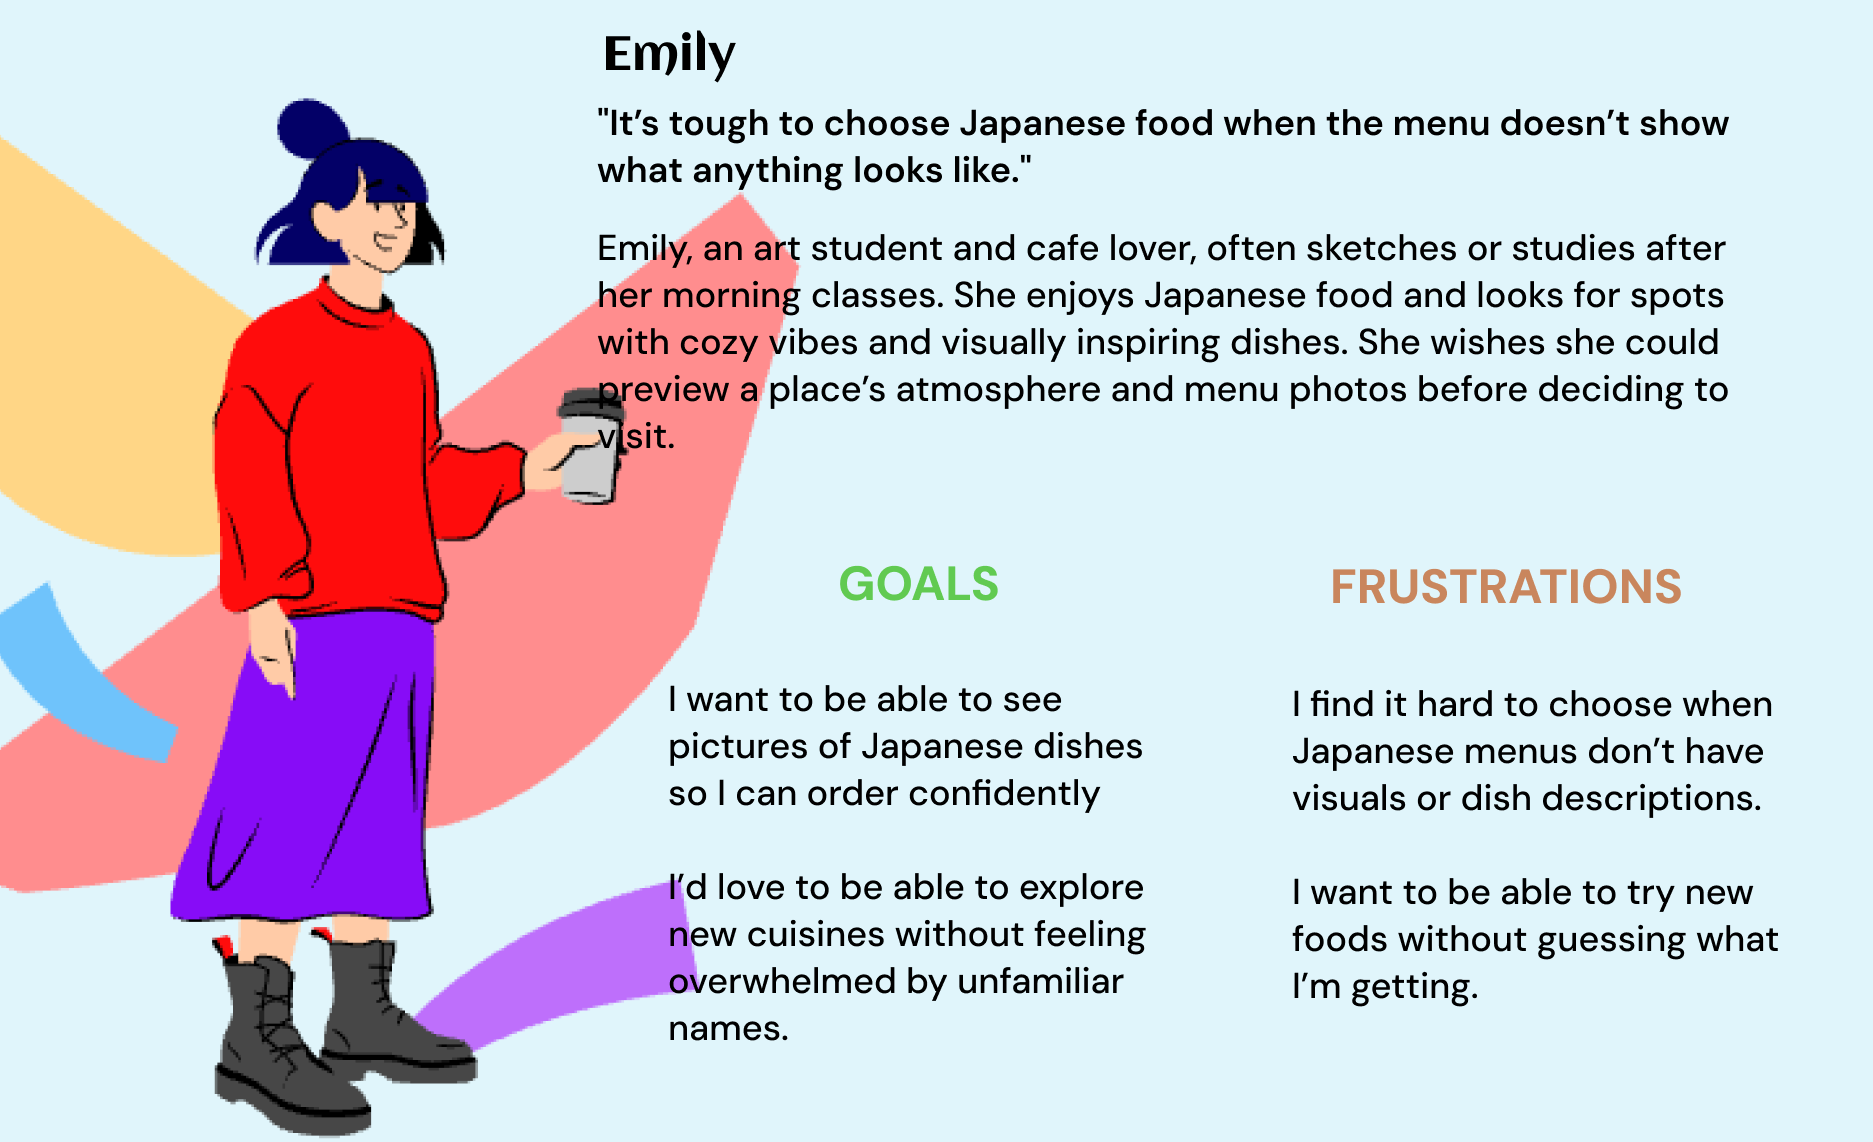 Emily
"It’s tough to choose Japanese food when the menu doesn’t show
what anything looks like."
Emily, an art student and cafe lover, often sketches or studies after
her morning classes. She enjoys Japanese food and looks for spots
with cozy vibes and visually inspiring dishes. She wishes she could
preview a place’s atmosphere and menu photos before deciding to
visit.
GOALS
I want to be able to see
pictures of Japanese dishes
so I can order confidently
I’d love to be able to explore
new cuisines without feeling
overwhelmed by unfamiliar
names.
FRUSTRATIONS
I find it hard to choose when
Japanese menus don’t have
visuals or dish descriptions.
I want to be able to try new
foods without guessing what
I’m getting.